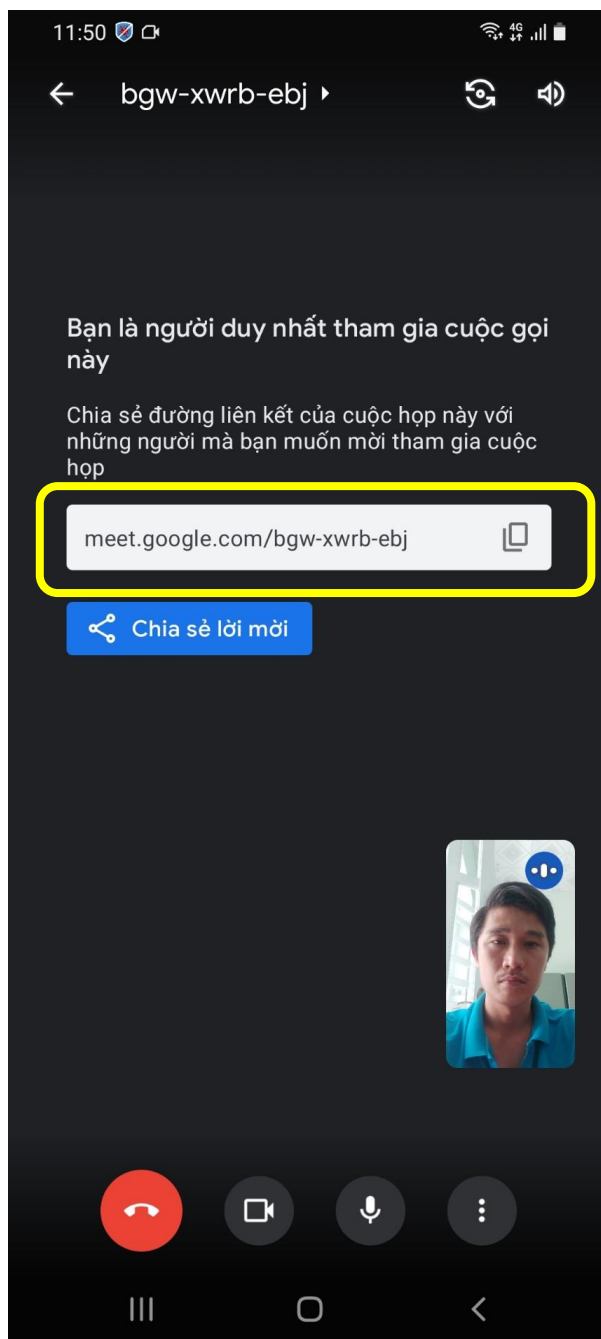 11:50 4G
bgw-xwrb-ebj
Bạn là người duy nhất tham gia cuộc gọi
này
Chia sẻ đường liên kết của cuộc họp này với
những người mà bạn muốn mời tham gia cuộc
họp
meet.google.com/bgw-xwrb-ebj
Chia sẻ lời mời